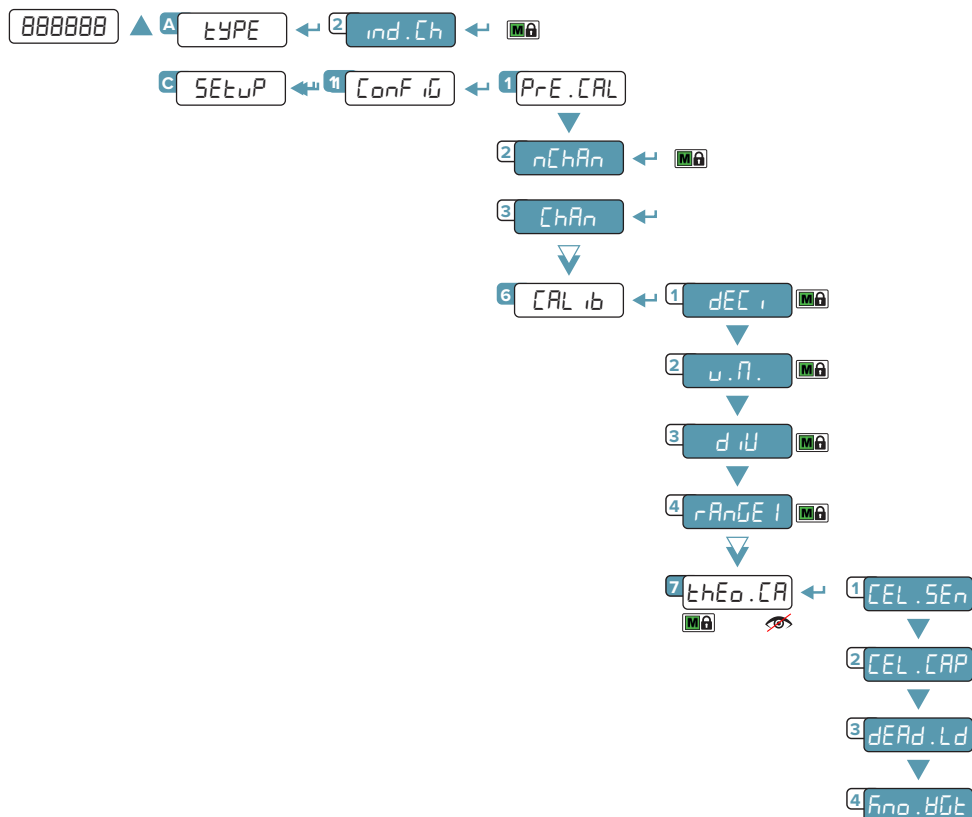 888888 A tYPE 2 ind.Ch M
C SEtuP 11 ConFiG 1 PrE.CAL
2 nChAn M
3 ChAn
6 CALib 1 dECi M
2 u.M. M
3 diU M
4 rAnGE1 M
7 thEo.CA 1 CEL.SEn
M
2 CEL.CAP
3 dEAd.Ld
4 kno.WGt